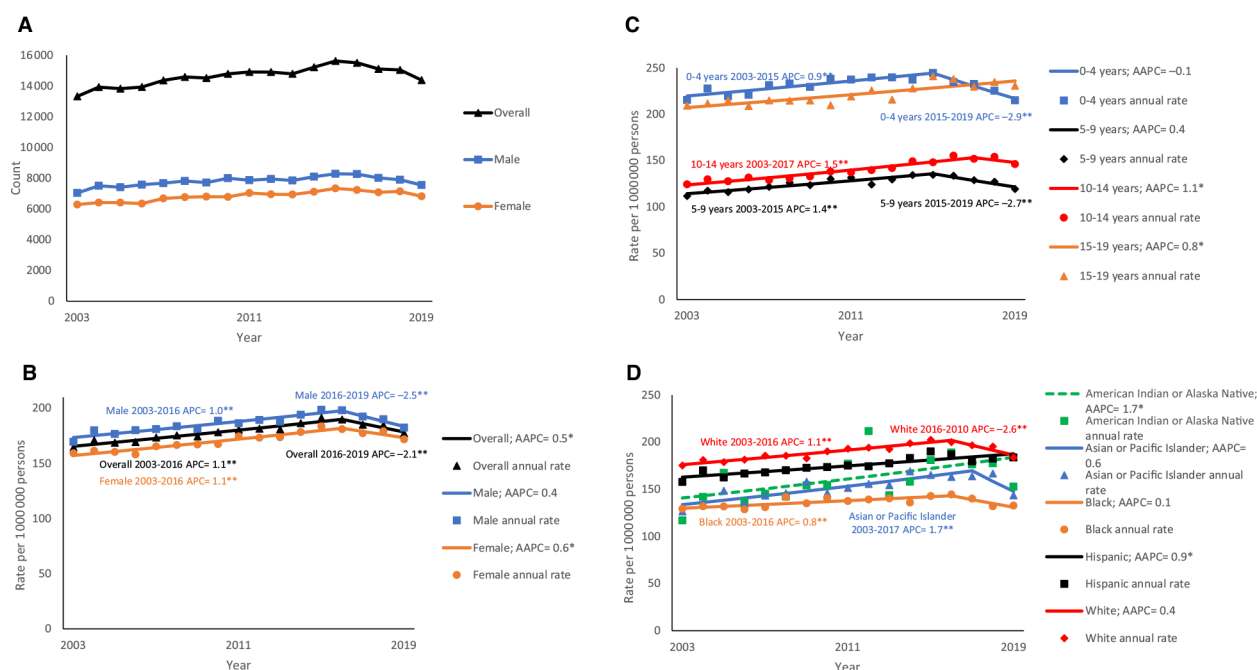 A
16000
14000
12000
10000
8000
6000
4000
2000
0
Count
2003
2011
2019
Year
Overall
Male
Female
B
200
150
100
50
0
Rate per 1 000 000 persons
2003
2011
2019
Year
Male 2003-2016 APC= 1.0**
Male 2016-2019 APC= –2.5**
Overall 2003-2016 APC= 1.1**
Overall 2016-2019 APC= –2.1**
Female 2003-2016 APC= 1.1**
Overall; AAPC= 0.5*
Overall annual rate
Male; AAPC= 0.4
Male annual rate
Female; AAPC= 0.6*
Female annual rate
C
250
200
150
100
50
0
Rate per 1 000 000 persons
2003
2011
2019
Year
0-4 years 2003-2015 APC= 0.9**
0-4 years 2015-2019 APC= –2.9**
10-14 years 2003-2017 APC= 1.5**
5-9 years 2003-2015 APC= 1.4**
5-9 years 2015-2019 APC= –2.7**
0-4 years; AAPC= –0.1
0-4 years annual rate
5-9 years; AAPC= 0.4
5-9 years annual rate
10-14 years; AAPC= 1.1*
10-14 years annual rate
15-19 years; AAPC= 0.8*
15-19 years annual rate
D
250
200
150
100
50
0
Rate per 1 000 000 persons
2003
2011
2019
Year
White 2003-2016 APC= 1.1**
White 2016-2010 APC= –2.6**
Black 2003-2016 APC= 0.8**
Asian or Pacific Islander
2003-2017 APC= 1.7**
American Indian or Alaska Native;
AAPC= 1.7*
American Indian or Alaska Native
annual rate
Asian or Pacific Islander; AAPC=
0.6
Asian or Pacific Islander annual
rate
Black; AAPC= 0.1
Black annual rate
Hispanic; AAPC= 0.9*
Hispanic annual rate
White; AAPC= 0.4
White annual rate